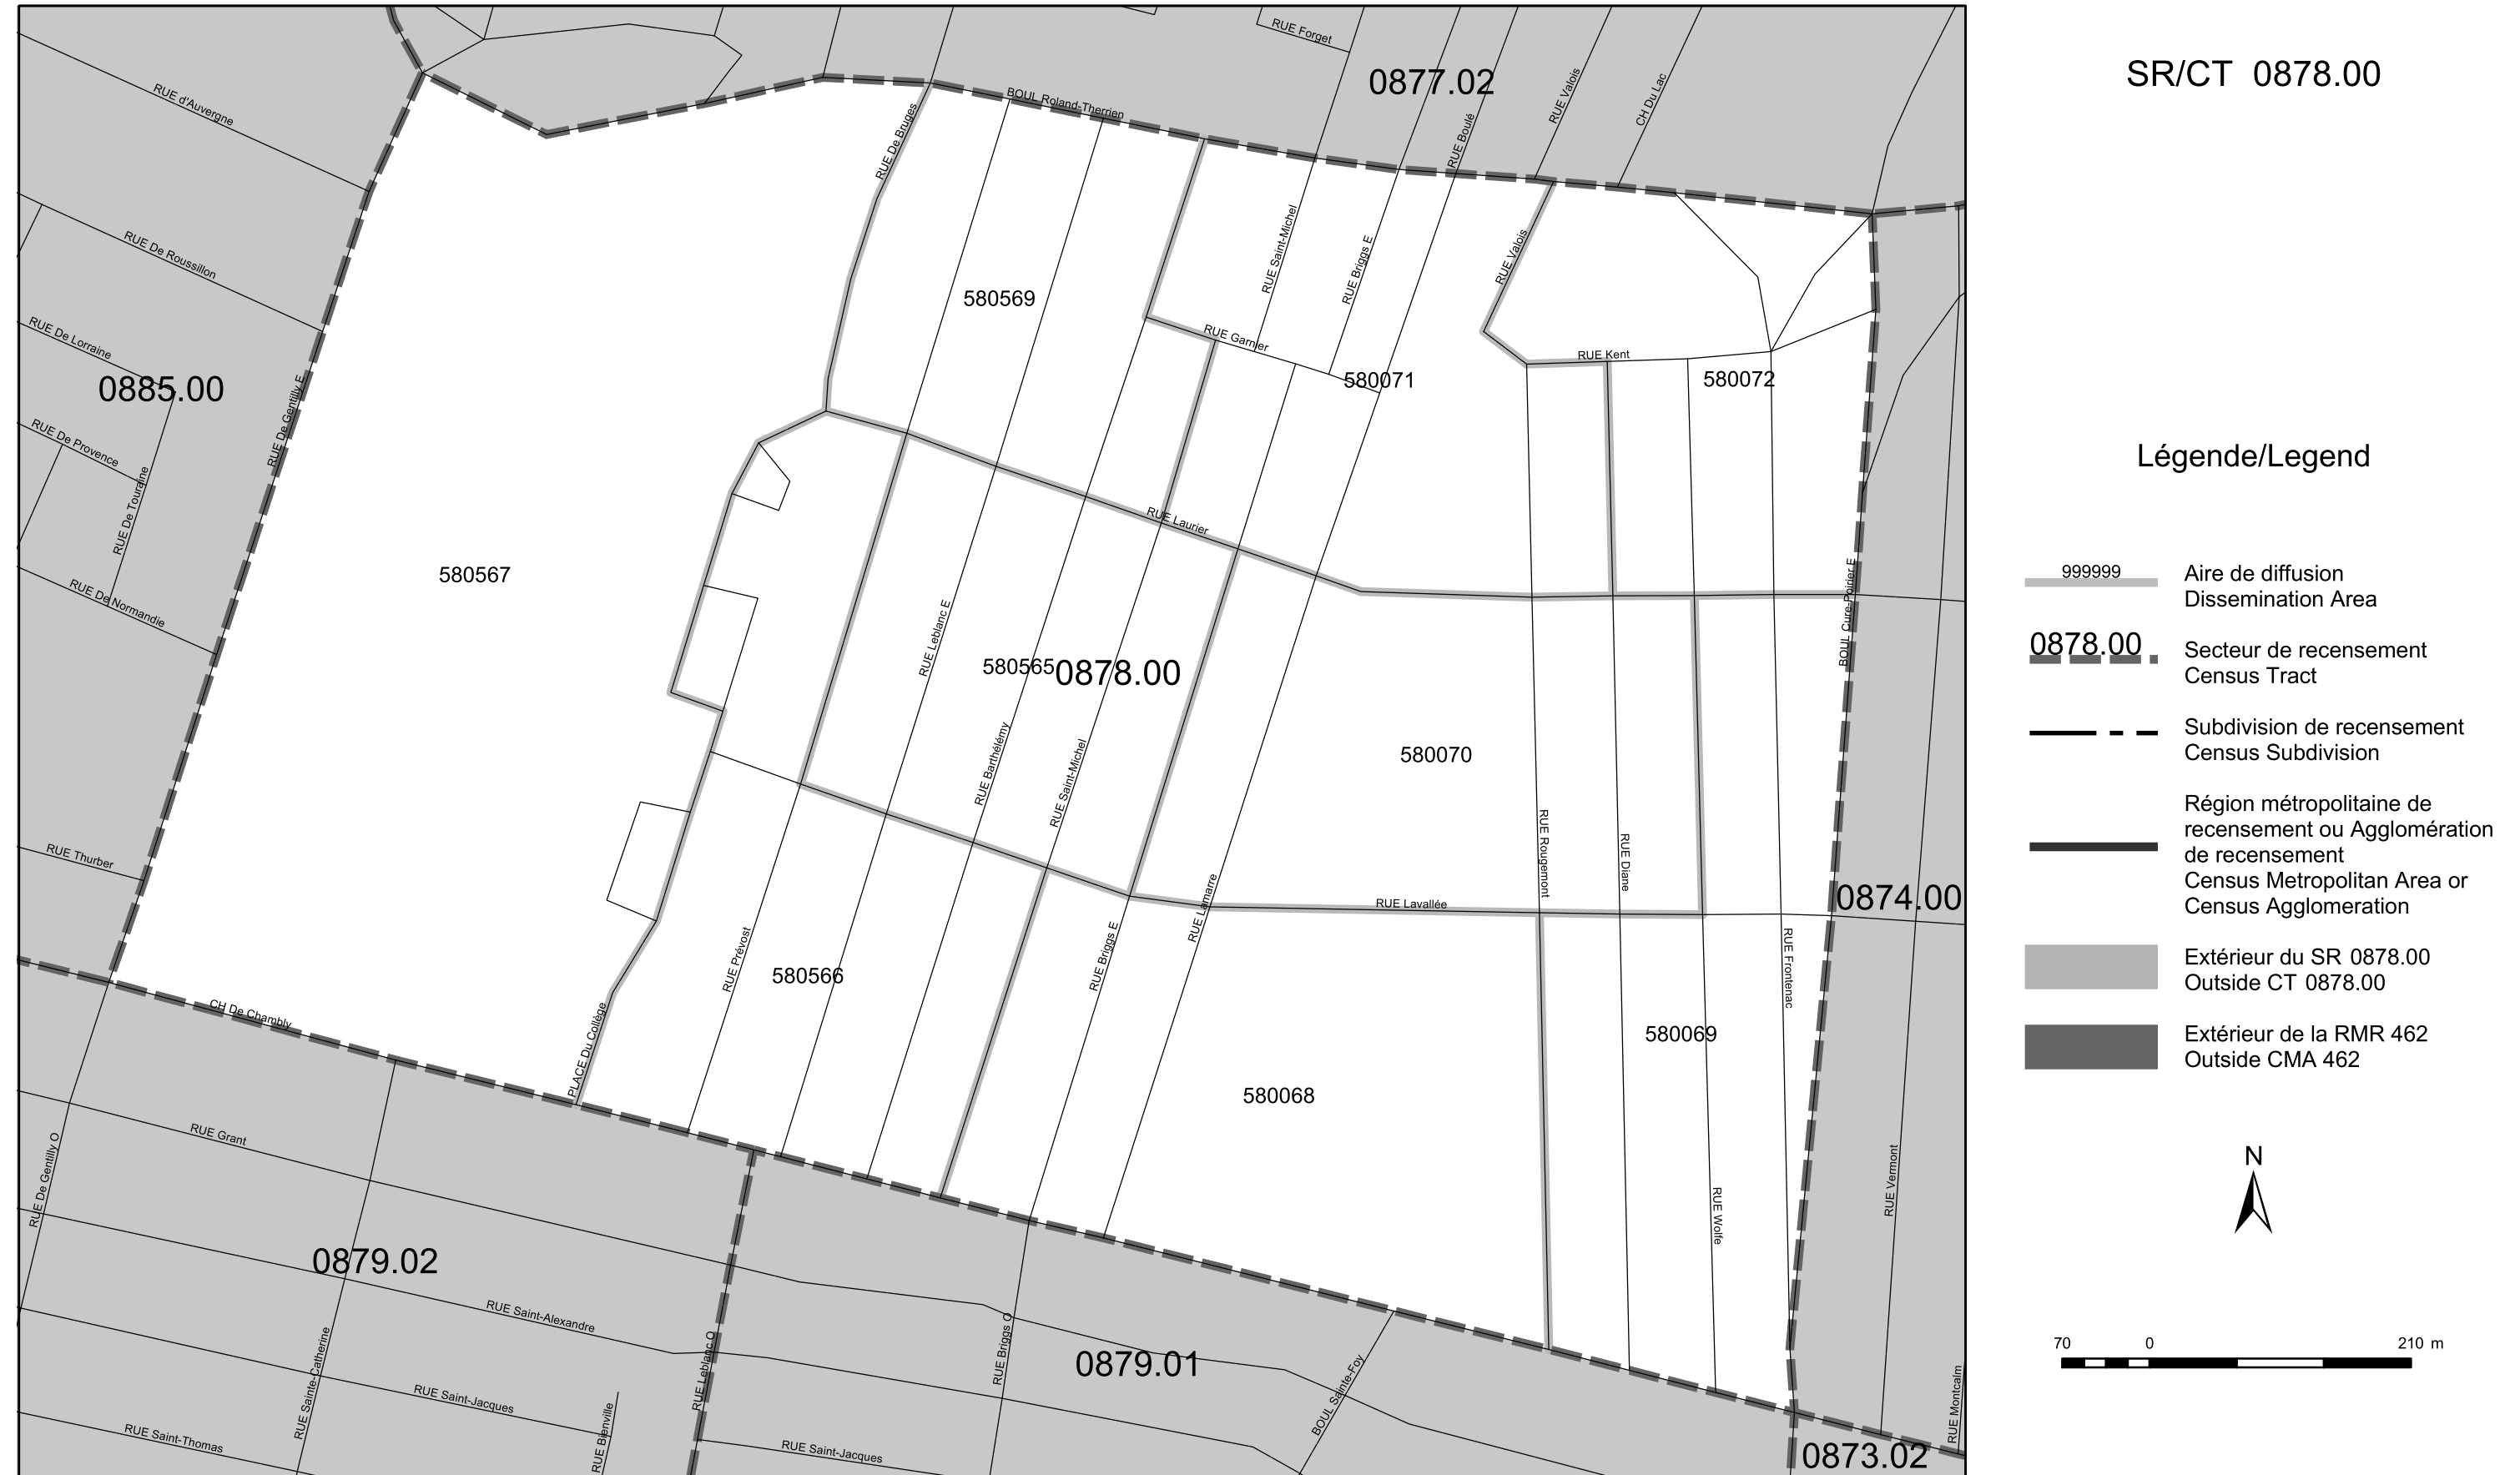 SR/CT 0878.00
RUE Forget
0877.02
RUE d'Auvergne
BOUL Roland-Therrien
RUE De Bruges
RUE Boulé
RUE Valois
CH Du Lac
RUE De Roussillon
RUE Saint-Michel
RUE Briggs E
RUE Valois
580569
RUE De Lorraine
RUE Garnier
RUE Kent
0885.00
RUE De Gentilly E
580071
580072
RUE De Provence
RUE De Touraine
RUE Laurier
580567
RUE De Normandie
RUE Leblanc E
BOUL Cure-Poirier E
580565
0878.00
580070
RUE Barthélémy
RUE Saint-Michel
RUE Thurber
RUE Rougemont
RUE Diane
RUE Lamarre
RUE Lavallée
0874.00
RUE Prévost
580566
RUE Briggs E
RUE Frontenac
CH De Chambly
PLACE Du Collège
580069
580068
RUE Grant
RUE De Gentilly O
RUE Vermont
RUE Wolfe
0879.02
RUE Saint-Alexandre
RUE Sainte-Catherine
RUE Leblanc O
RUE Briggs O
0879.01
BOUL Sainte-Foy
RUE Saint-Jacques
RUE Bienville
RUE Saint-Thomas
RUE Saint-Jacques
RUE Montcalm
0873.02
Légende/Legend
999999
Aire de diffusion
Dissemination Area
0878.00
Secteur de recensement
Census Tract
Subdivision de recensement
Census Subdivision
Région métropolitaine de
recensement ou Agglomération
de recensement
Census Metropolitan Area or
Census Agglomeration
Extérieur du SR 0878.00
Outside CT 0878.00
Extérieur de la RMR 462
Outside CMA 462
N
70 0 210 m